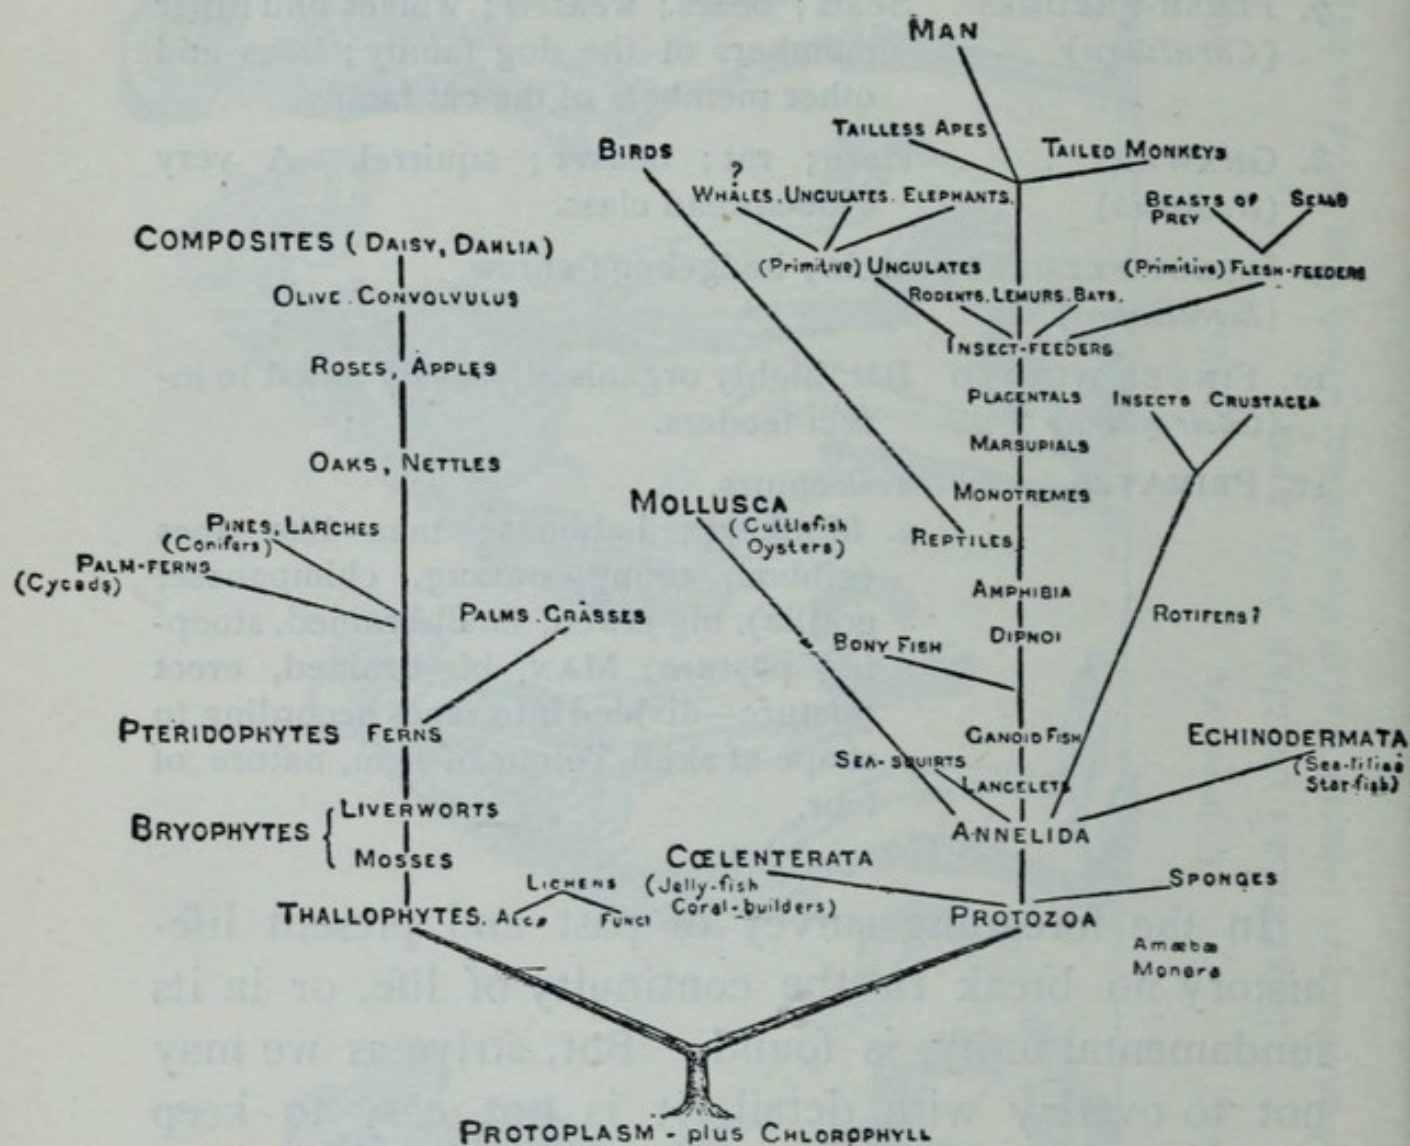 MAN
TAILLESS APES
TAILED MONKEYS
BIRDS
?
WHALES. UNGULATES. ELEPHANTS.
BEASTS OF PREY
SEALS
COMPOSITES (DAISY, DAHLIA)
(Primitive) UNGULATES
(Primitive) FLESH-FEEDERS
OLIVE. CONVOLVULUS
RODENTS. LEMURS. BATS.
INSECT-FEEDERS
ROSES, APPLES
PLACENTALS
INSECTS CRUSTACEA
MARSUPIALS
OAKS, NETTLES
MONOTREMES
MOLLUSCA
(Cuttlefish
Oysters)
PINES, LARCHES
(Conifers)
REPTILES
PALM-FERNS
(Cycads)
AMPHIBIA
PALMS. GRASSES
ROTIFERS?
DIPNOI
BONY FISH
PTERIDOPHYTES FERNS
GANOID FISH
ECHINODERMATA
(Sea-lilies
Star-fish)
SEA-SQUIRTS
LANCELETS
LIVERWORTS
BRYOPHYTES
MOSSES
ANNELIDA
CŒLENTERATA
(Jelly-fish
Coral-builders)
SPONGES
LICHENS
THALLOPHYTES. ALGÆ FUNGI
PROTOZOA
Amœbæ
Monera
PROTOPLASM - plus CHLOROPHYLL